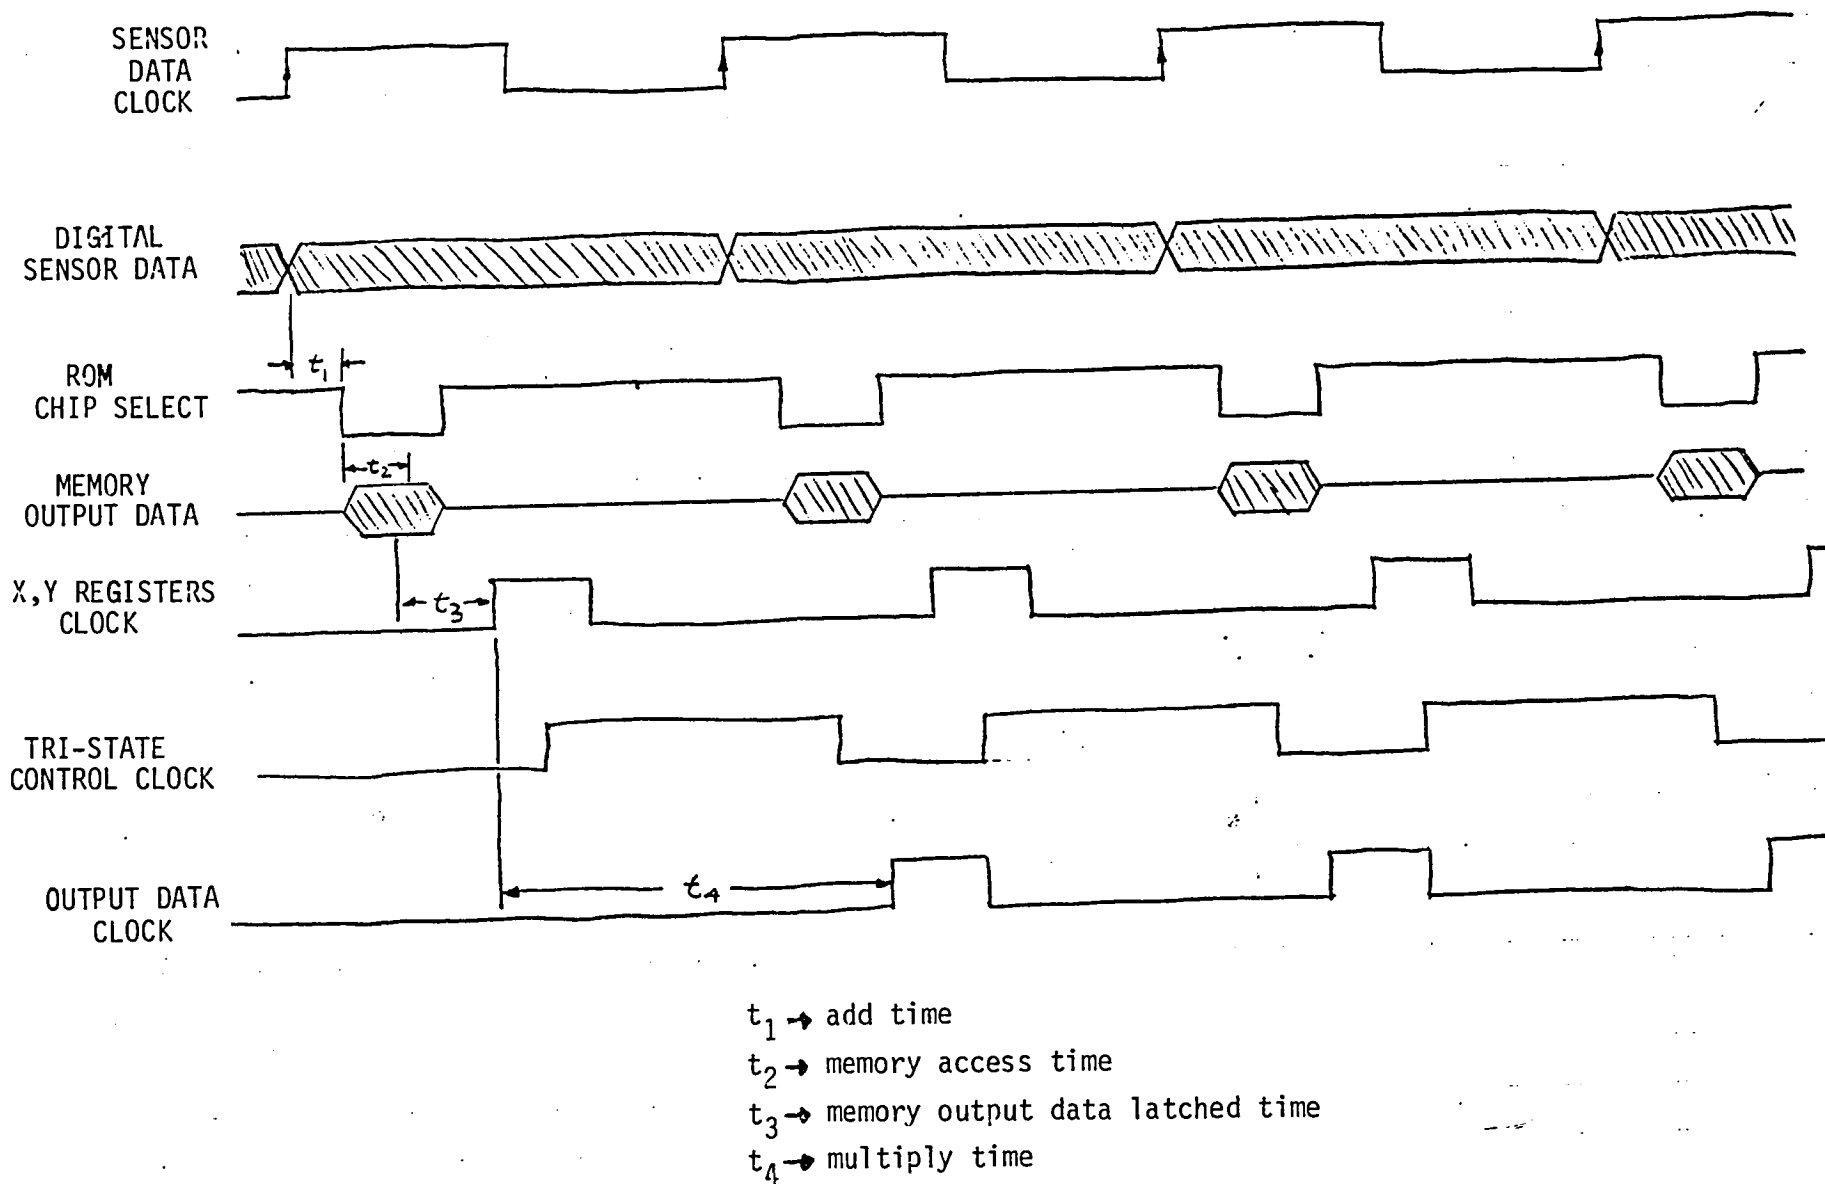 SENSOR
DATA
CLOCK
DIGITAL
SENSOR DATA
t1
ROM
CHIP SELECT
t2
MEMORY
OUTPUT DATA
X,Y REGISTERS
CLOCK
t3
TRI-STATE
CONTROL CLOCK
t4
OUTPUT DATA
CLOCK
t1 → add time
t2 → memory access time
t3 → memory output data latched time
t4 → multiply time